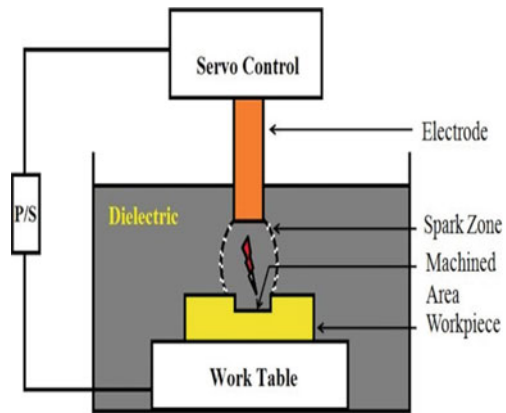 Servo Control
Electrode
P/S
Dielectric
Spark Zone
Machined
Area
Workpiece
Work Table